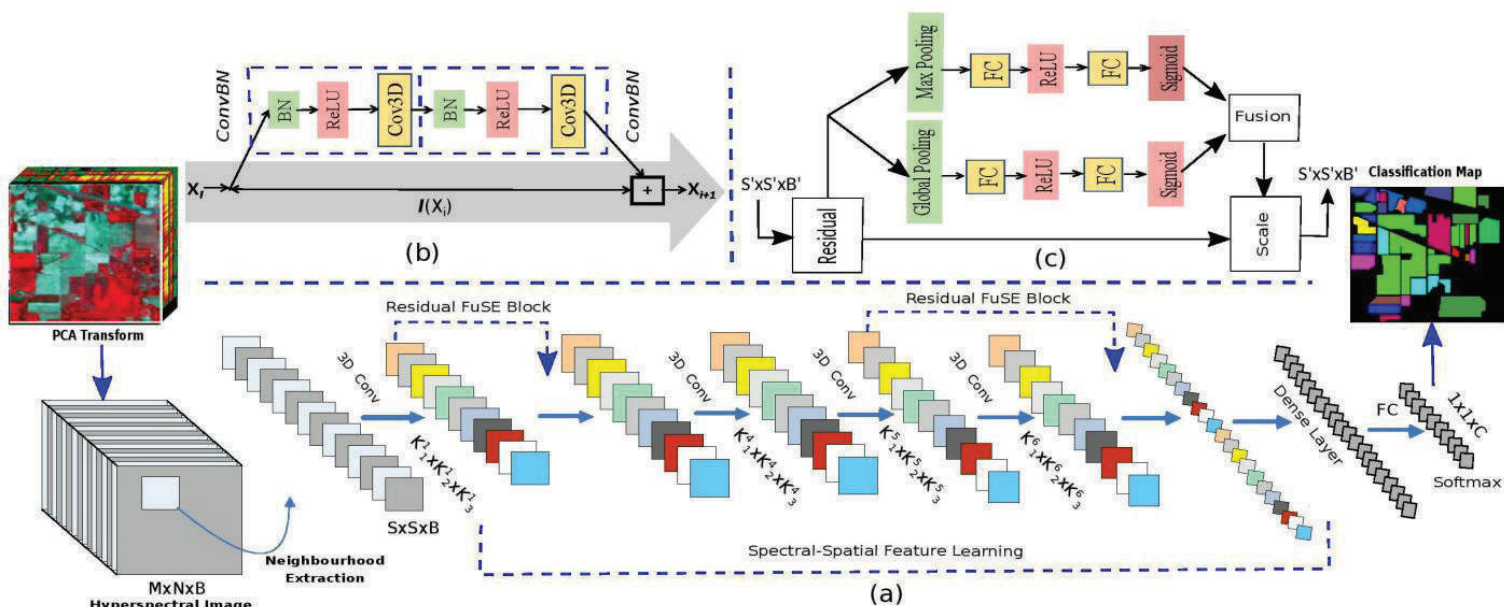 ConvBN
BN
ReLU
Cov3D
BN
ReLU
Cov3D
ConvBN
X_I
I(X_i)
+
X_{i+1}
(b)
S'xS'xB'
Residual
Max Pooling
FC
ReLU
FC
Sigmoid
Global Pooling
FC
ReLU
FC
Sigmoid
Fusion
Scale
S'xS'xB'
(c)
Classification Map
PCA Transform
MxNxB
Hyperspectral Image
Neighbourhood
Extraction
SxSxB
3D Conv
K^1_1xK^1_2xK^1_3
Residual FuSE Block
3D Conv
K^4_1xK^4_2xK^4_3
3D Conv
K^5_1xK^5_2xK^5_3
Residual FuSE Block
3D Conv
K^6_1xK^6_2xK^6_3
Spectral-Spatial Feature Learning
Dense Layer
FC
1x1xC
Softmax
(a)